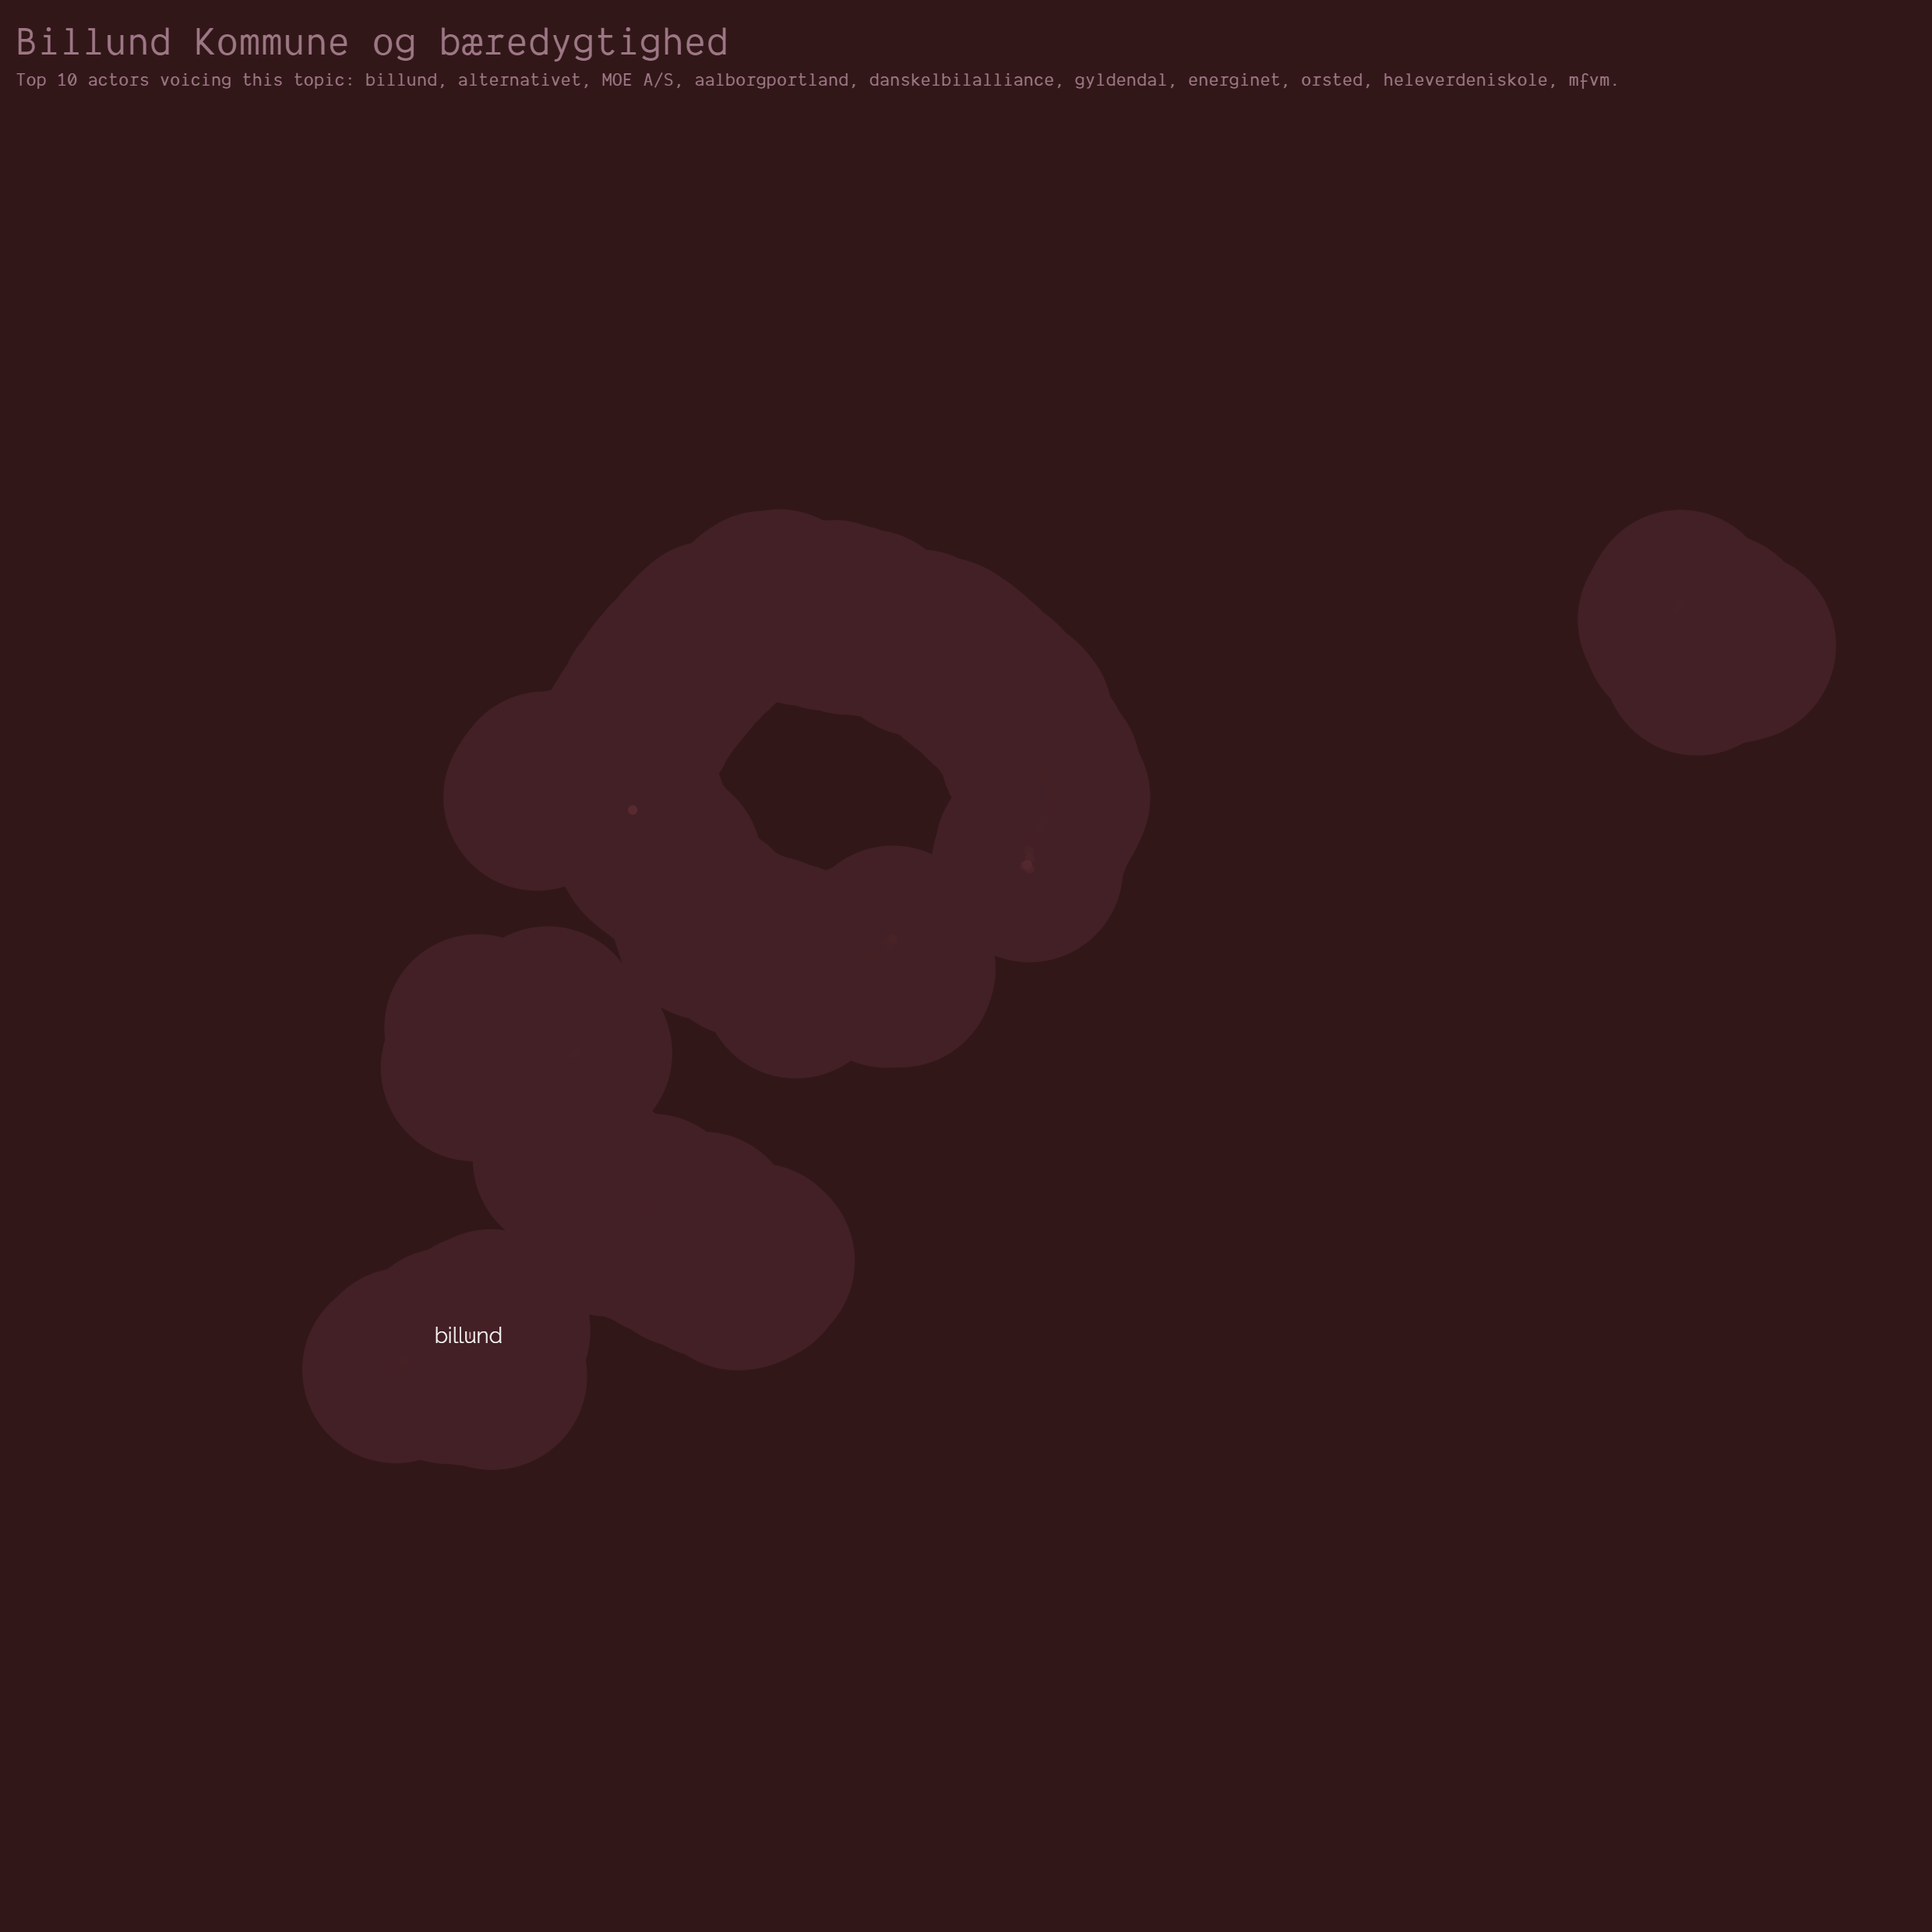 Billund Kommune og bæredygtighed
Top 10 actors voicing this topic: billund, alternativet, MOE A/S, aalborgportland, danskelbilalliance, gyldendal, energinet, orsted, heleverdeniskole, mfvm.
billund